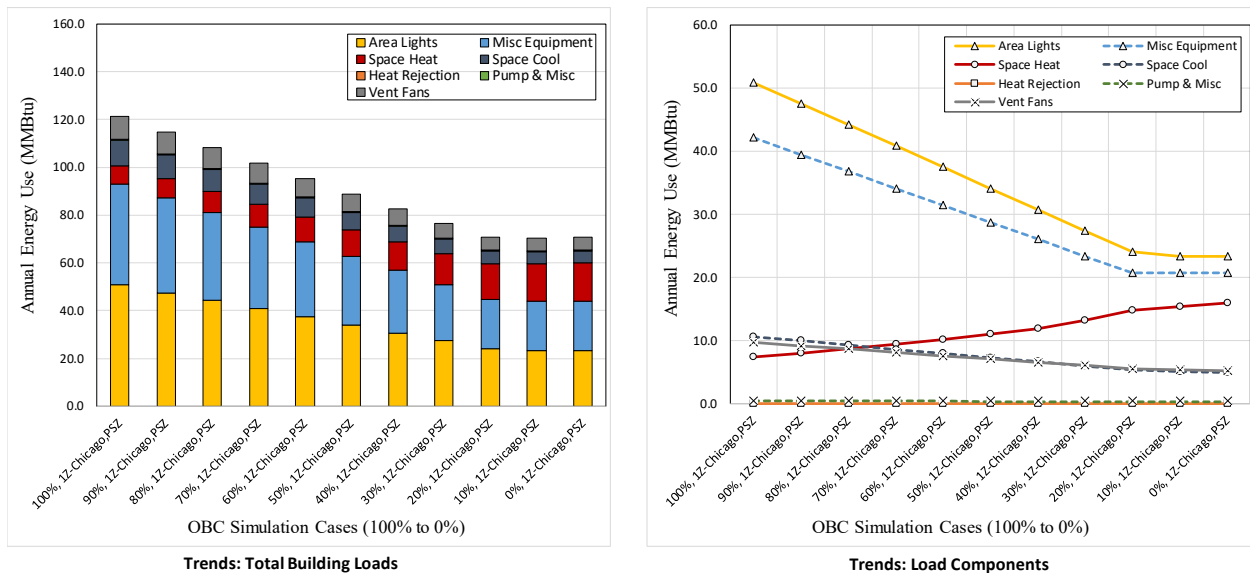 160.0
140.0
120.0
100.0
80.0
60.0
40.0
20.0
0.0
Annual Energy Use (MMBtu)
Area Lights
Misc Equipment
Space Heat
Space Cool
Heat Rejection
Pump & Misc
Vent Fans
100%, 1Z-Chicago,PSZ
90%, 1Z-Chicago,PSZ
80%, 1Z-Chicago,PSZ
70%, 1Z-Chicago,PSZ
60%, 1Z-Chicago,PSZ
50%, 1Z-Chicago,PSZ
40%, 1Z-Chicago,PSZ
30%, 1Z-Chicago,PSZ
20%, 1Z-Chicago,PSZ
10%, 1Z-Chicago,PSZ
0%, 1Z-Chicago,PSZ
OBC Simulation Cases (100% to 0%)
Trends: Total Building Loads
60.0
50.0
40.0
30.0
20.0
10.0
0.0
Annual Energy Use (MMBtu)
Area Lights
Misc Equipment
Space Heat
Space Cool
Heat Rejection
Pump & Misc
Vent Fans
100%, 1Z-Chicago,PSZ
90%, 1Z-Chicago,PSZ
80%, 1Z-Chicago,PSZ
70%, 1Z-Chicago,PSZ
60%, 1Z-Chicago,PSZ
50%, 1Z-Chicago,PSZ
40%, 1Z-Chicago,PSZ
30%, 1Z-Chicago,PSZ
20%, 1Z-Chicago,PSZ
10%, 1Z-Chicago,PSZ
0%, 1Z-Chicago,PSZ
OBC Simulation Cases (100% to 0%)
Trends: Load Components